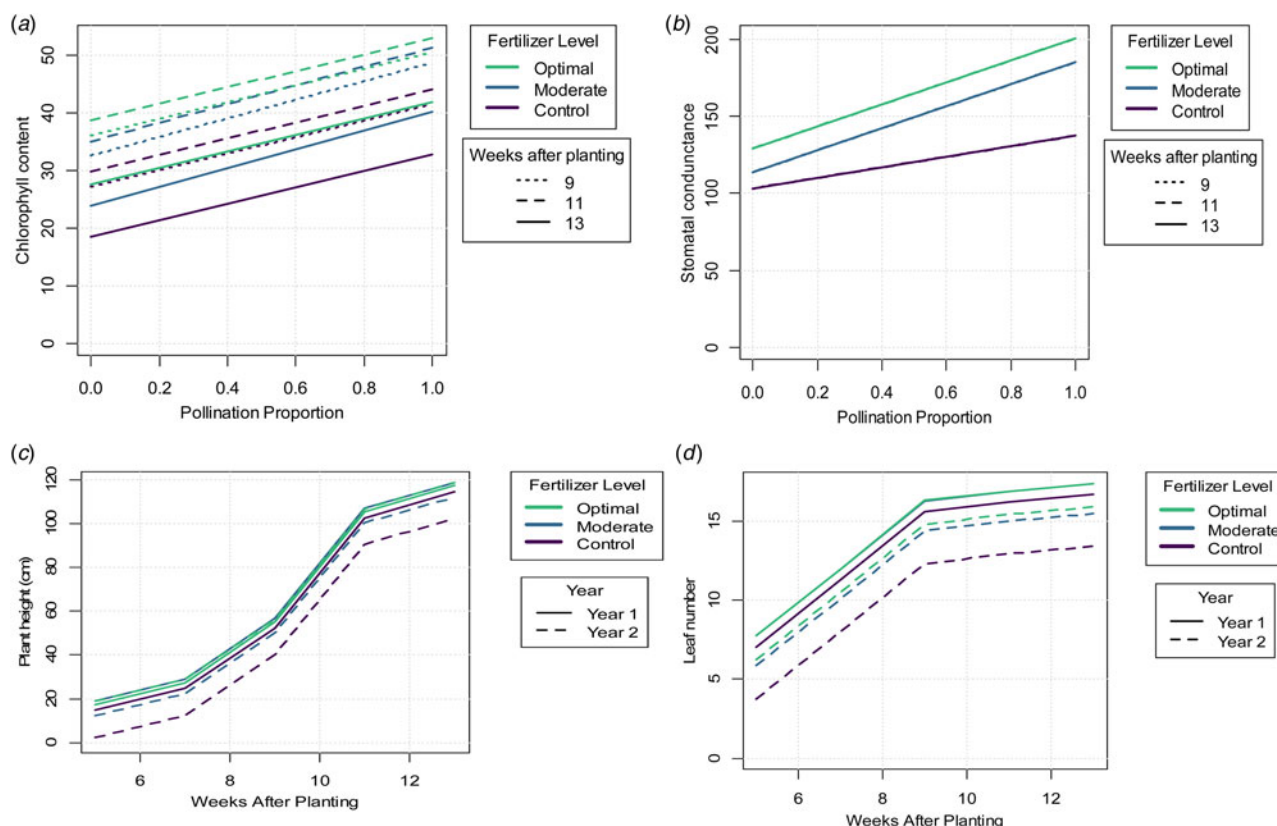 (a)
Chlorophyll content
50
40
30
20
10
0
0.0 0.2 0.4 0.6 0.8 1.0
Pollination Proportion
Fertilizer Level
Optimal
Moderate
Control
Weeks after planting
9
11
13
(b)
Stomatal condunctance
200
150
100
50
0
0.0 0.2 0.4 0.6 0.8 1.0
Pollination Proportion
Fertilizer Level
Optimal
Moderate
Control
Weeks after planting
9
11
13
(c)
Plant height (cm)
120
100
80
60
40
20
0
6 8 10 12
Weeks After Planting
Fertilizer Level
Optimal
Moderate
Control
Year
Year 1
Year 2
(d)
Leaf number
15
10
5
0
6 8 10 12
Weeks After Planting
Fertilizer Level
Optimal
Moderate
Control
Year
Year 1
Year 2